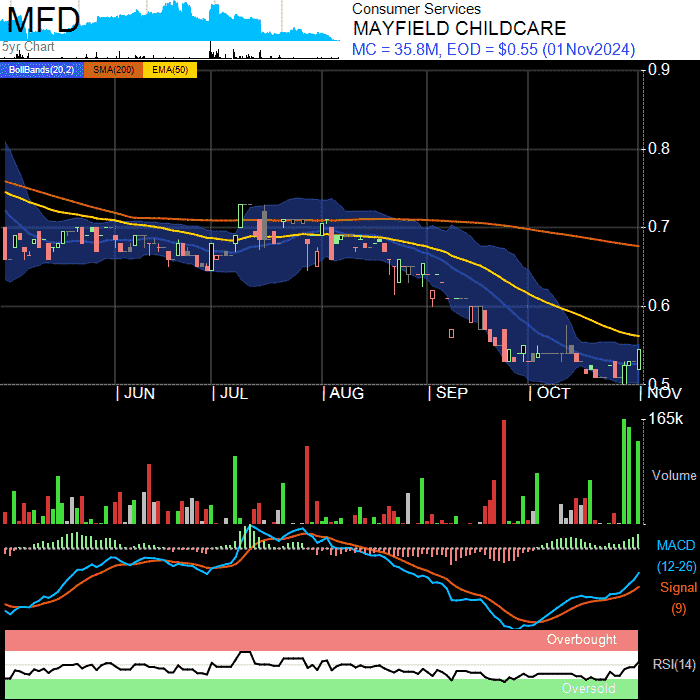 MFD
5yr Chart
Consumer Services
MAYFIELD CHILDCARE
MC = 35.8M, EOD = $0.55 (01Nov2024)
BollBands(20,2) SMA(200) EMA(50)
0.9
0.8
0.7
0.6
0.5
| JUN | JUL | AUG | SEP | OCT | NOV
165k
Volume
MACD
(12-26)
Signal
(9)
Overbought
RSI(14)
Oversold